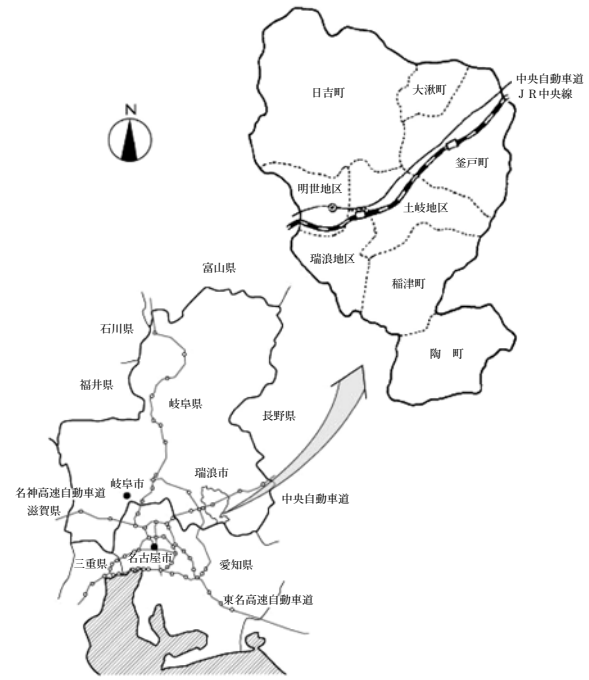 中央自動車道
JR中央線
日吉町
大湫町
釜戸町
N
明世地区
土岐地区
瑞浪地区
稲津町
陶 町
富山県
石川県
福井県
岐阜県
長野県
瑞浪市
岐阜市
名神高速自動車道
滋賀県
中央自動車道
三重県
名古屋市
愛知県
東名高速自動車道